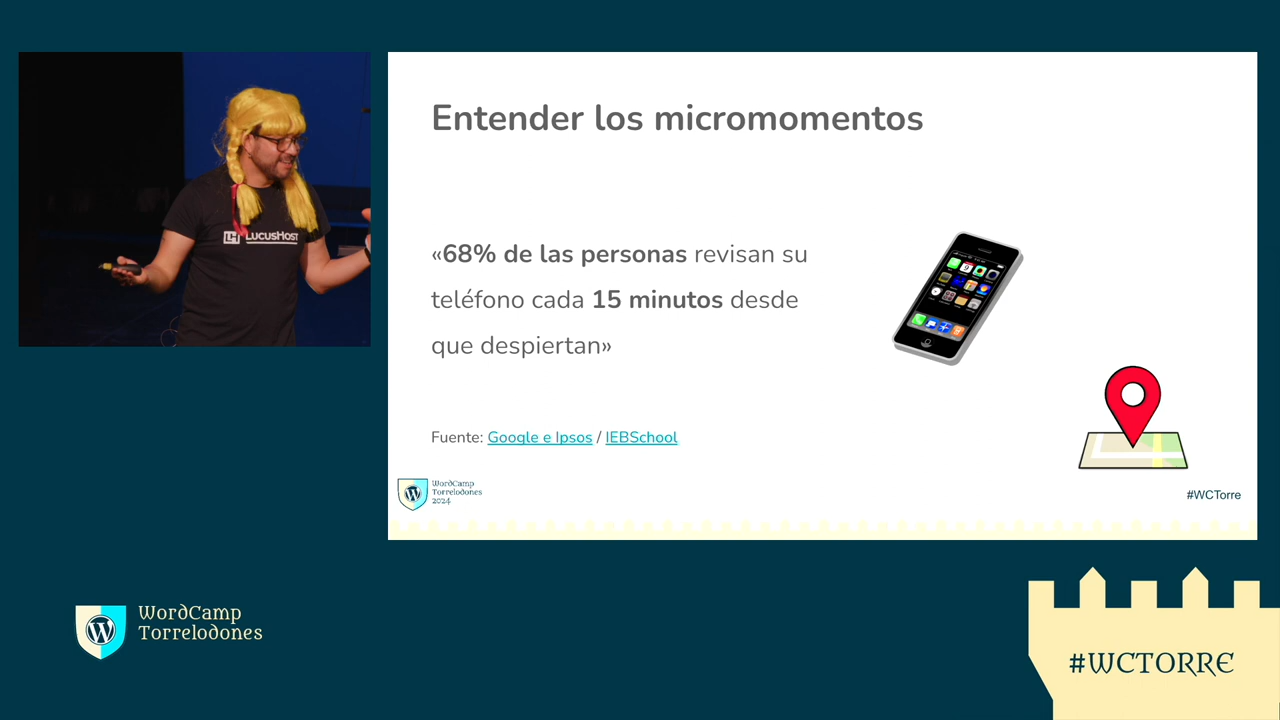 Entender los micromomentos
«68% de las personas revisan su
teléfono cada 15 minutos desde
que despiertan»
Fuente: Google e Ipsos / IEBSchool
WordCamp
Torrelodones
2024
#WCTorre
LH LUCUSHOST
WordCamp
Torrelodones
#WCTORRE